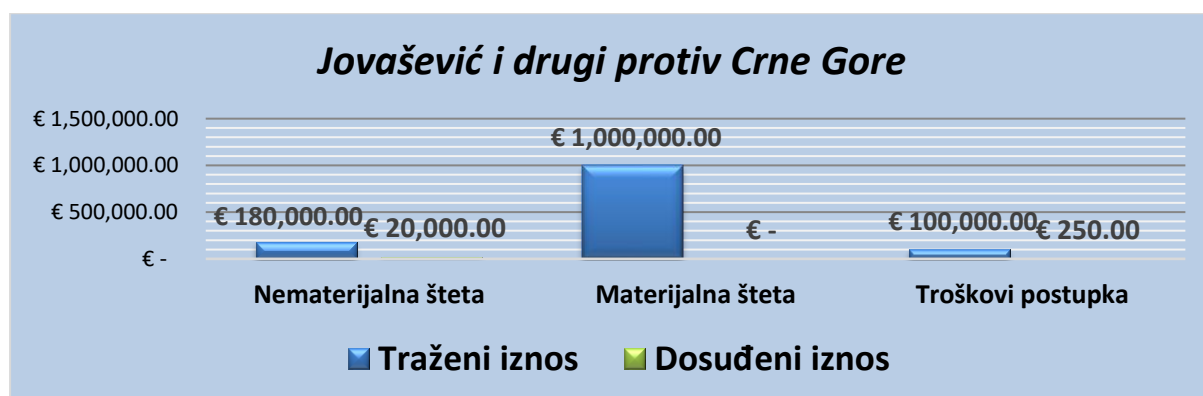 Jovašević i drugi protiv Crne Gore
€ 1,500,000.00
€ 1,000,000.00
€ 500,000.00
€ -
€ 180,000.00
€ 20,000.00
€ 1,000,000.00
€ -
€ 100,000.00
€ 250.00
Nematerijalna šteta
Materijalna šteta
Troškovi postupka
Traženi iznos
Dosuđeni iznos